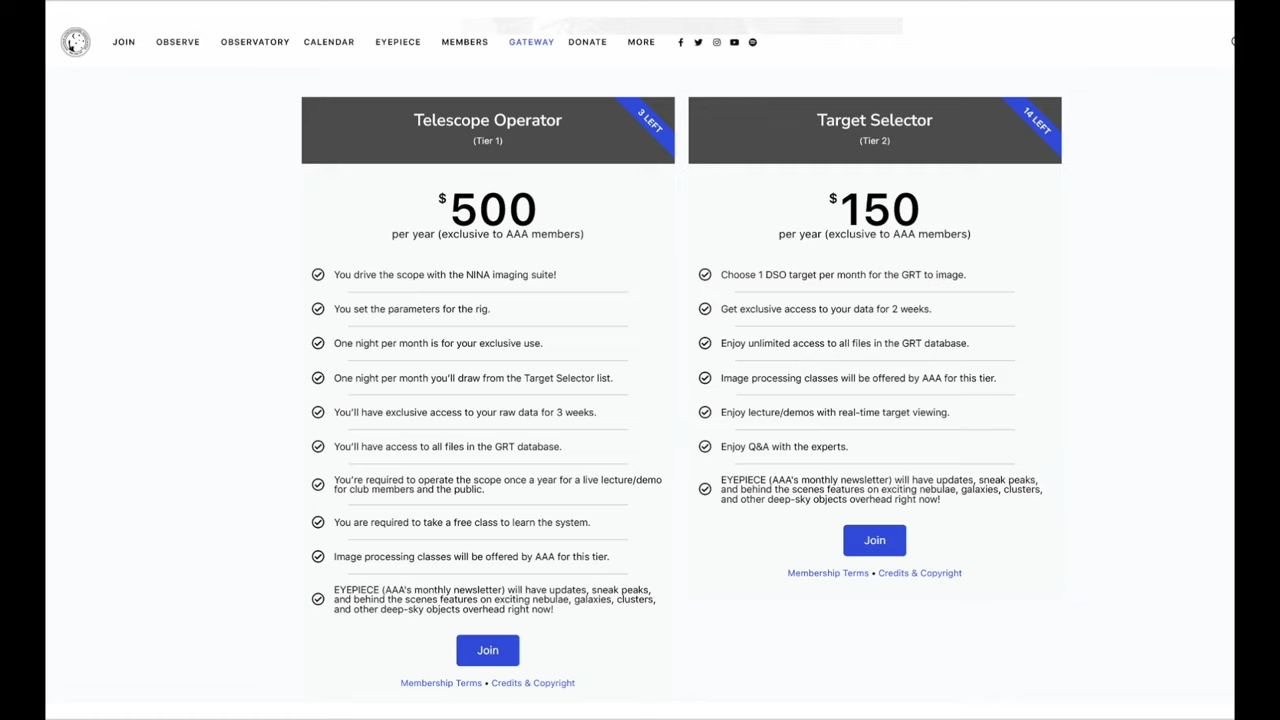 JOIN OBSERVE OBSERVATORY CALENDAR EYEPIECE MEMBERS GATEWAY DONATE MORE
Telescope Operator
(Tier 1)
3 LEFT
$500
per year (exclusive to AAA members)
You drive the scope with the NINA imaging suite!
You set the parameters for the rig.
One night per month is for your exclusive use.
One night per month you'll draw from the Target Selector list.
You'll have exclusive access to your raw data for 3 weeks.
You'll have access to all files in the GRT database.
You're required to operate the scope once a year for a live lecture/demo
for club members and the public.
You are required to take a free class to learn the system.
Image processing classes will be offered by AAA for this tier.
EYEPIECE (AAA's monthly newsletter) will have updates, sneak peaks,
and behind the scenes features on exciting nebulae, galaxies, clusters,
and other deep-sky objects overhead right now!
Join
Membership Terms • Credits & Copyright
Target Selector
(Tier 2)
14 LEFT
$150
per year (exclusive to AAA members)
Choose 1 DSO target per month for the GRT to image.
Get exclusive access to your data for 2 weeks.
Enjoy unlimited access to all files in the GRT database.
Image processing classes will be offered by AAA for this tier.
Enjoy lecture/demos with real-time target viewing.
Enjoy Q&A with the experts.
EYEPIECE (AAA's monthly newsletter) will have updates, sneak peaks,
and behind the scenes features on exciting nebulae, galaxies, clusters,
and other deep-sky objects overhead right now!
Join
Membership Terms • Credits & Copyright